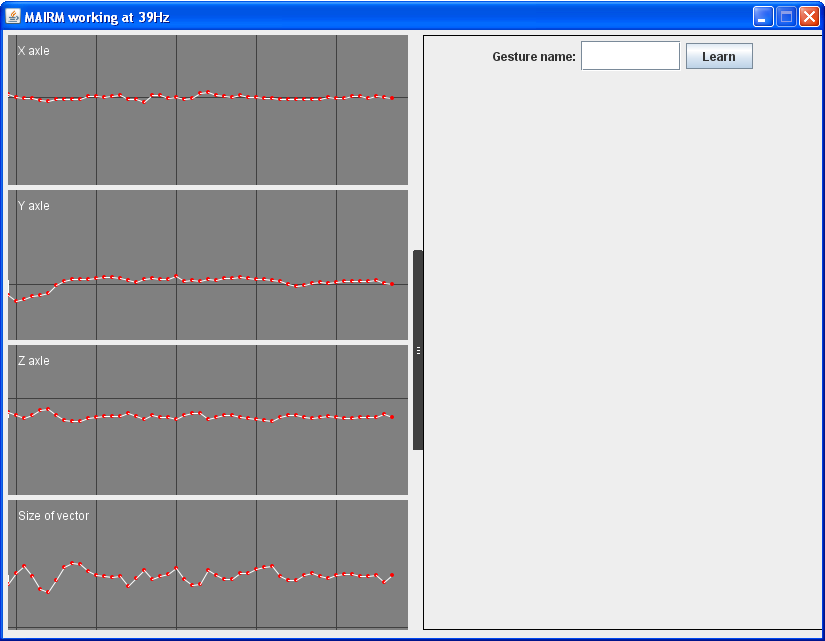 MAIRM working at 39Hz
X axle
Gesture name:
Learn
Y axle
Z axle
Size of vector